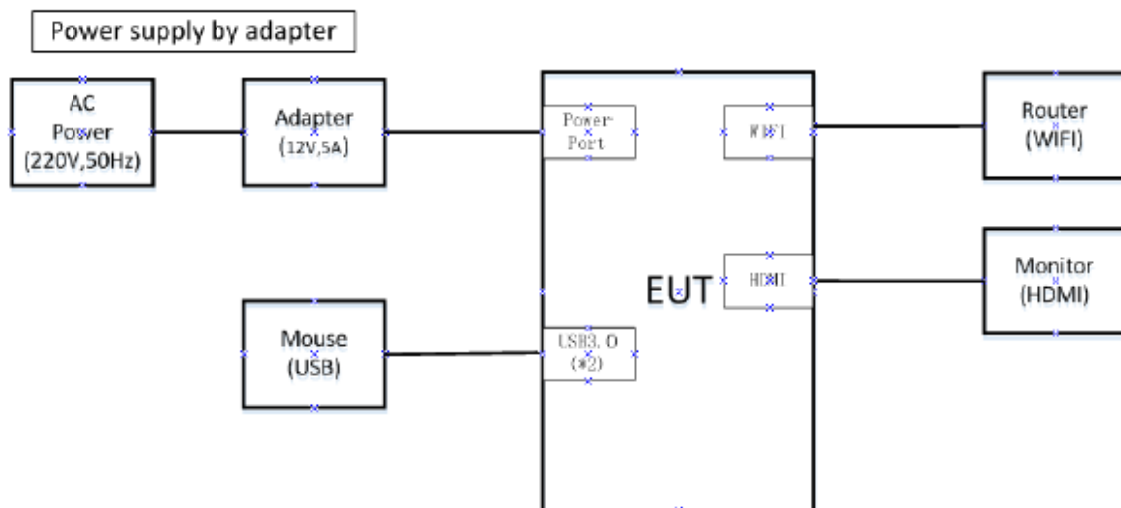 Power supply by adapter
AC
Power
(220V,50Hz)
Adapter
(12V,5A)
Power
Port
WIFI
Router
(WIFI)
EUT
HDMI
Monitor
(HDMI)
Mouse
(USB)
USB3.0
(*2)